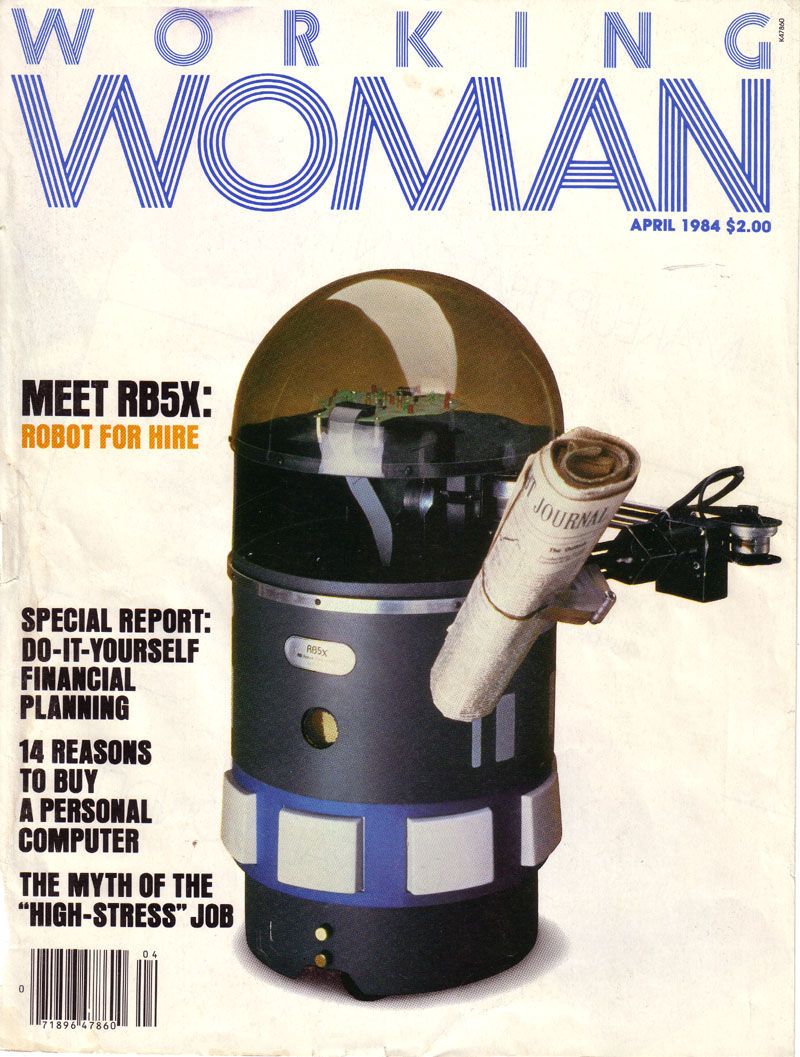 WORKING
WOMAN
K47860
APRIL 1984 $2.00
MEET RB5X:
ROBOT FOR HIRE
JOURNAL
The
RB5X
SPECIAL REPORT:
DO-IT-YOURSELF
FINANCIAL
PLANNING
14 REASONS
TO BUY
A PERSONAL
COMPUTER
THE MYTH OF THE
“HIGH-STRESS” JOB
04
0
71896 47860